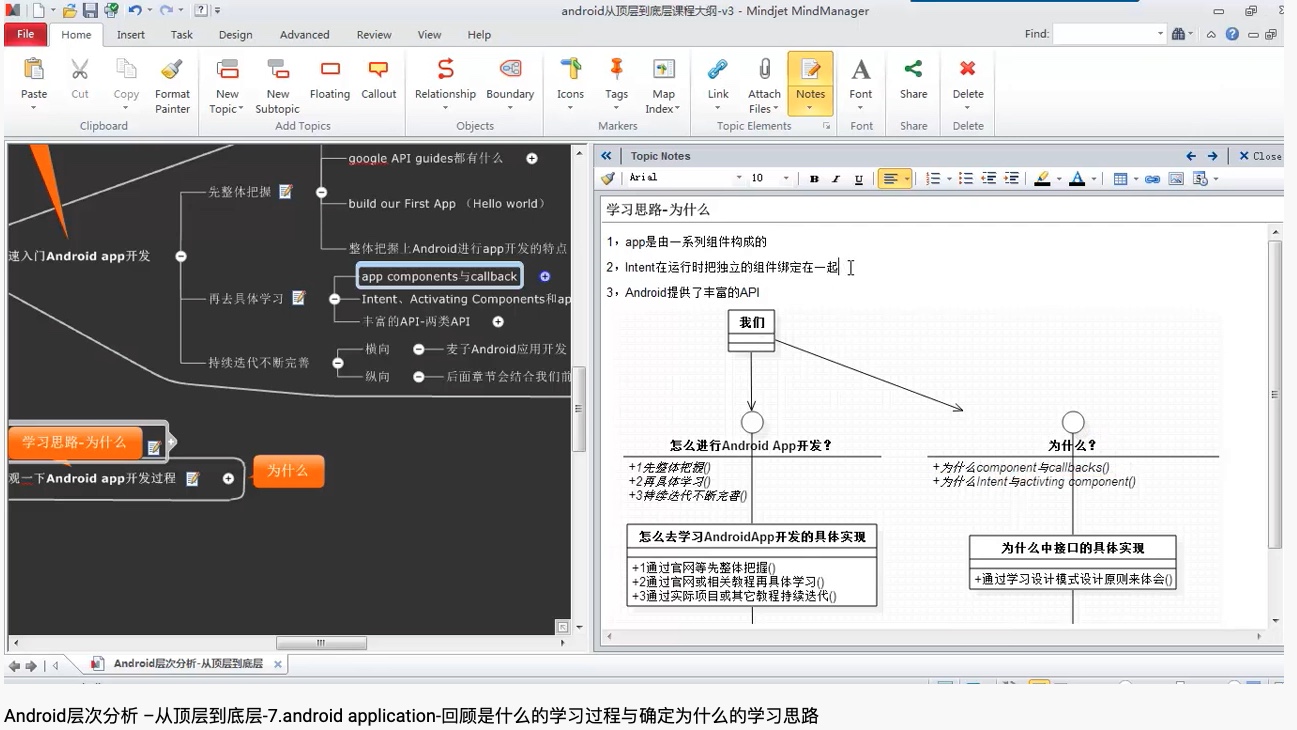 android从顶层到底层课程大纲-v3 - Mindjet MindManager
File Home Insert Task Design Advanced Review View Help Find:
Paste Cut Copy Format Painter New Topic New Subtopic Floating Callout Relationship Boundary Icons Tags Map Index Link Attach Files Notes Font Share Delete
Clipboard Add Topics Objects Markers Topic Elements Font Share Delete
google API guides都有什么
先整体把握
build our First App （Hello world）
整体把握上Android进行app开发的特点
速入门Android app开发
app components与callback
再去具体学习
Intent、Activating Components和ap
丰富的API-两类API
横向
麦子Android应用开发
持续迭代不断完善
纵向
后面章节会结合我们前
学习思路-为什么
观一下Android app开发过程
为什么
Topic Notes
Close
Arial 10 B I U
学习思路-为什么
1，app是由一系列组件构成的
2，Intent在运行时把独立的组件绑定在一起
3，Android提供了丰富的API
我们
怎么进行Android App开发？
+1先整体把握()
+2再具体学习()
+3持续迭代不断完善()
为什么？
+为什么component与callbacks()
+为什么Intent与activting component()
怎么去学习AndroidApp开发的具体实现
+1通过官网等先整体把握()
+2通过官网或相关教程再具体学习()
+3通过实际项目或其它教程持续迭代()
为什么中接口的具体实现
+通过学习设计模式设计原则来体会()
Android层次分析-从顶层到底层
Android层次分析 –从顶层到底层-7.android application-回顾是什么的学习过程与确定为什么的学习思路